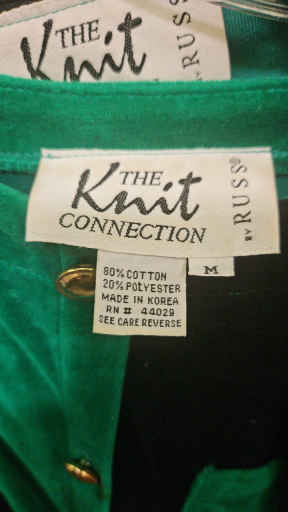 THE
Knit
BY RUSS
THE
Knit
CONNECTION
BY RUSS®
M
80% COTTON
20% POLYESTER
MADE IN KOREA
RN # 44029
SEE CARE REVERSE